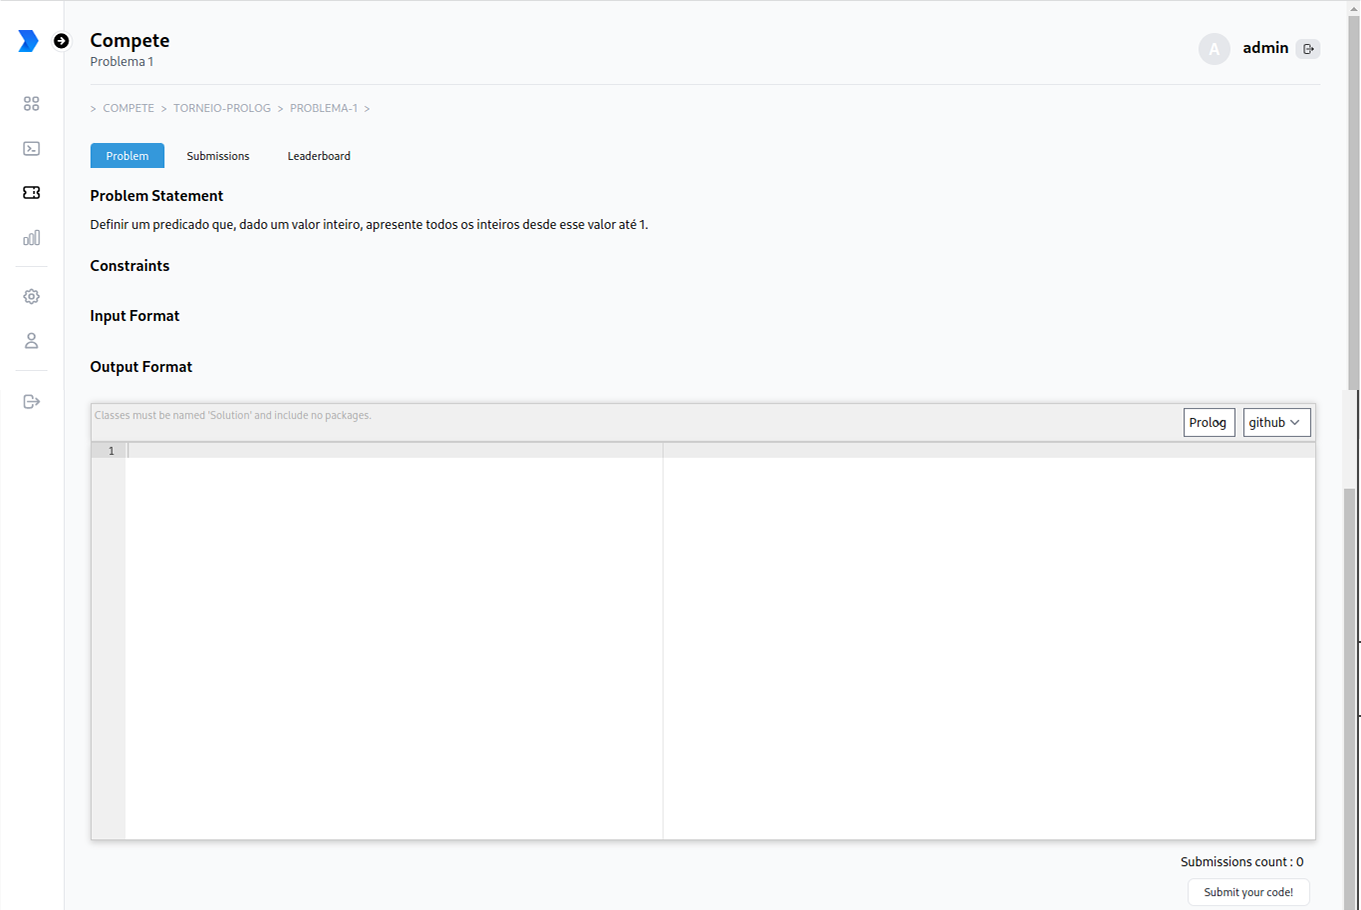 Compete
Problema 1
A
admin
> COMPETE > TORNEIO-PROLOG > PROBLEMA-1 >
Problem Submissions Leaderboard
Problem Statement
Definir um predicado que, dado um valor inteiro, apresente todos os inteiros desde esse valor até 1.
Constraints
Input Format
Output Format
Classes must be named 'Solution' and include no packages.
Prolog github
1
Submissions count : 0
Submit your code!